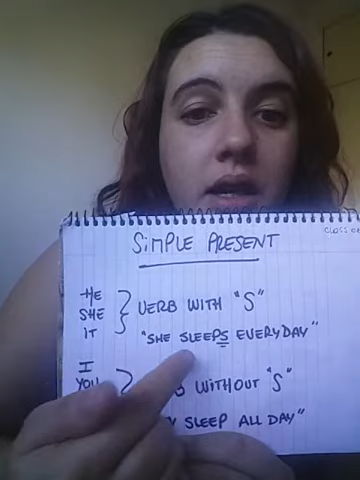 CLASS
SIMPLE PRESENT
HE
SHE
IT
VERB WITH "S"
"SHE SLEEPS EVERYDAY"
I
YOU
WITHOUT "S"
SLEEP ALL DAY"